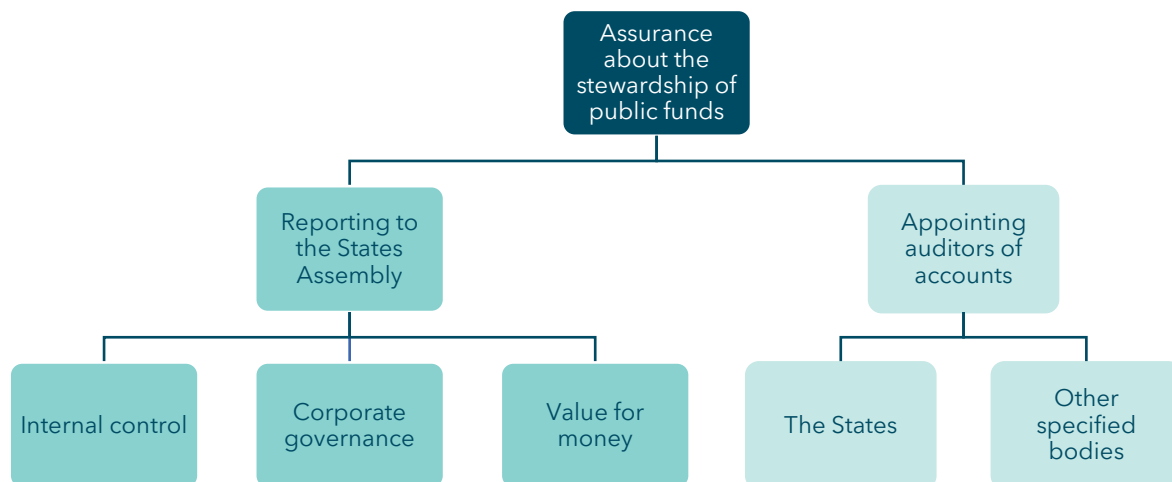 Assurance
about the
stewardship of
public funds
Reporting to
the States
Assembly
Appointing
auditors of
accounts
Internal control
Corporate
governance
Value for
money
The States
Other
specified
bodies